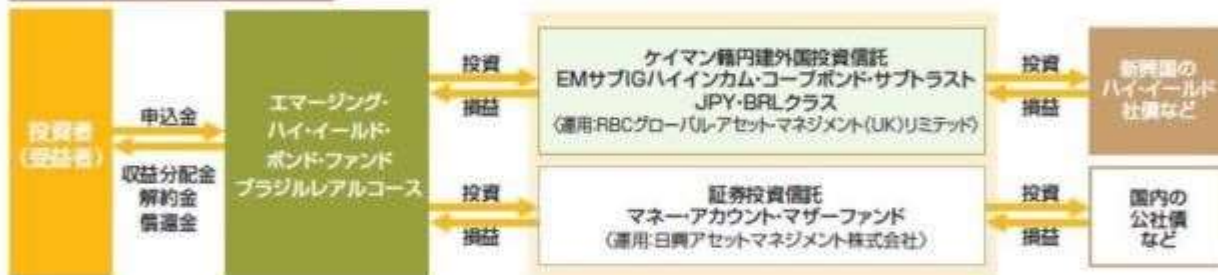 投資者
(受益者)
申込金
収益分配金
解約金
償還金
エマージング・
ハイ・イールド・
ボンド・ファンド
ブラジルレアルコース
投資
損益
ケイマン籍円建外国投資信託
EMサブIGハイインカム・コープボンド・サブトラスト
JPY・BRLクラス
(運用:RBCグローバル・アセット・マネジメント(UK)リミテッド)
投資
損益
新興国の
ハイ・イールド
社債など
投資
損益
証券投資信託
マネー・アカウント・マザーファンド
(運用:日興アセットマネジメント株式会社)
投資
損益
国内の
公社債
など